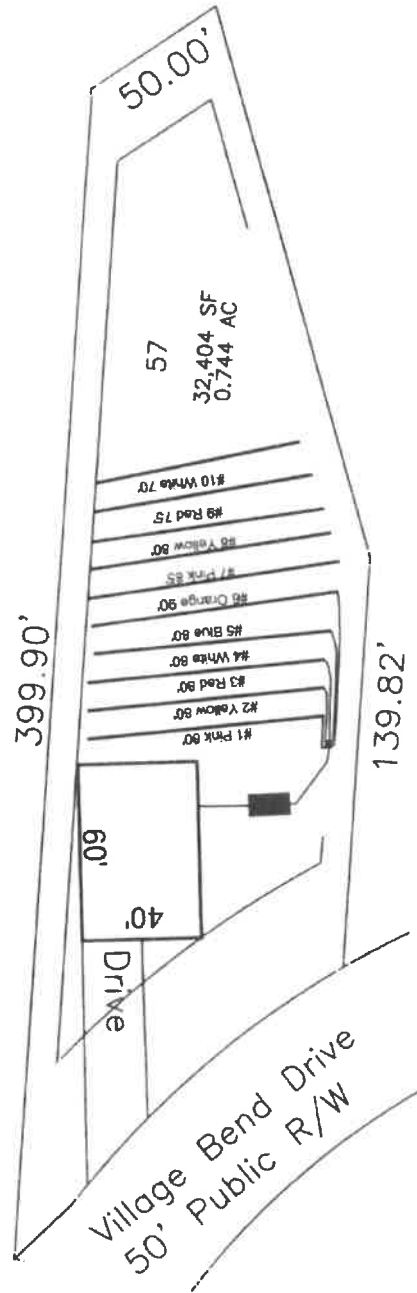 50.00'
399.90'
57
32,404 SF
0.744 AC
#10 White 70'
#9 Red 75'
#8 Yellow 80'
#7 Pink 85'
#6 Orange 90'
#5 Blue 80'
#4 White 80'
#3 Red 80'
#2 Yellow 80'
#1 Pink 80'
139.82'
60'
40'
Drive
Village Bend Drive
50' Public R/W